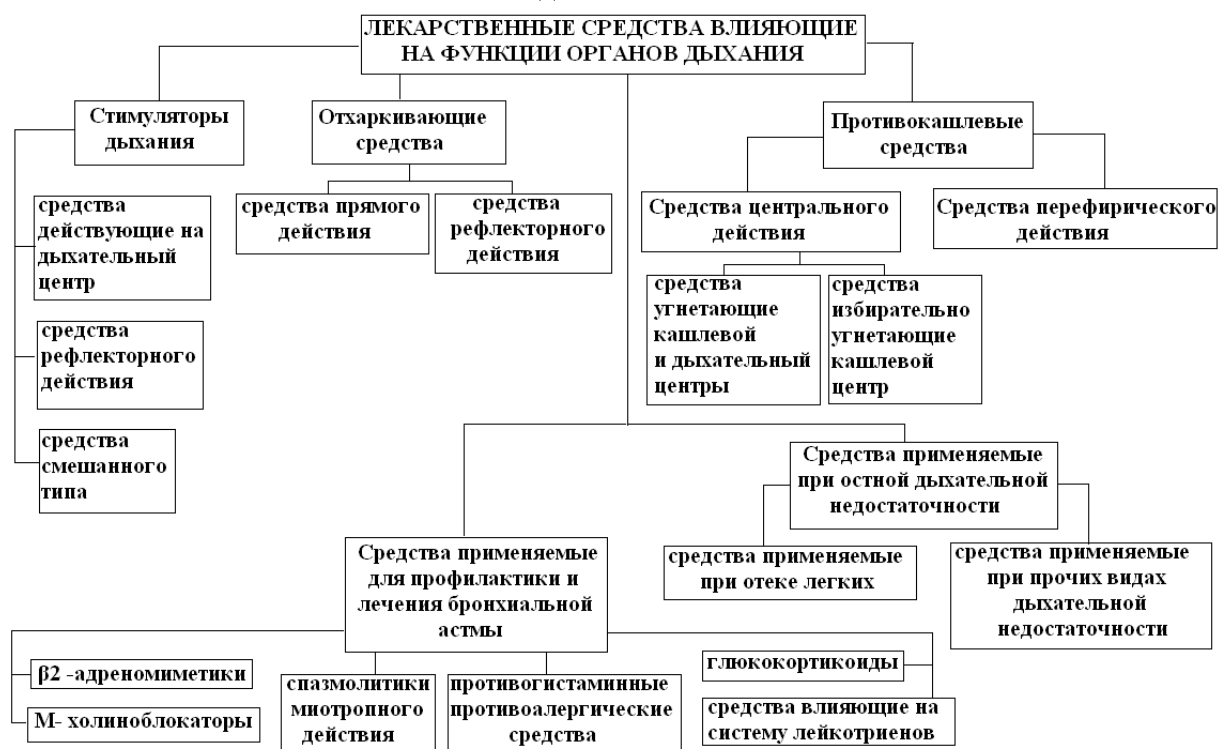 ЛЕКАРСТВЕННЫЕ СРЕДСТВА ВЛИЯЮЩИЕ
НА ФУНКЦИИ ОРГАНОВ ДЫХАНИЯ
Стимуляторы
дыхания
средства
действующие на
дыхательный
центр
средства
рефлекторного
действия
средства
смешанного
типа
Отхаркивающие
средства
средства прямого
действия
средства
рефлекторного
действия
Противокашлевые
средства
Средства центрального
действия
Средства перефирического
действия
средства
угнетающие
кашлевой
и дыхательный
центры
средства
избирательно
угнетающие
кашлевой
центр
Средства применяемые
при остной дыхательной
недостаточности
средства применяемые
при отеке легких
средства применяемые
при прочих видах
дыхательной
недостаточности
Средства применяемые
для профилактики и
лечения бронхиальной
астмы
β2 -адреномиметики
М- холиноблокаторы
спазмолитики
миотропного
действия
противогистаминные
противоалергические
средства
глюкокортикоиды
средства влияющие на
систему лейкотриенов